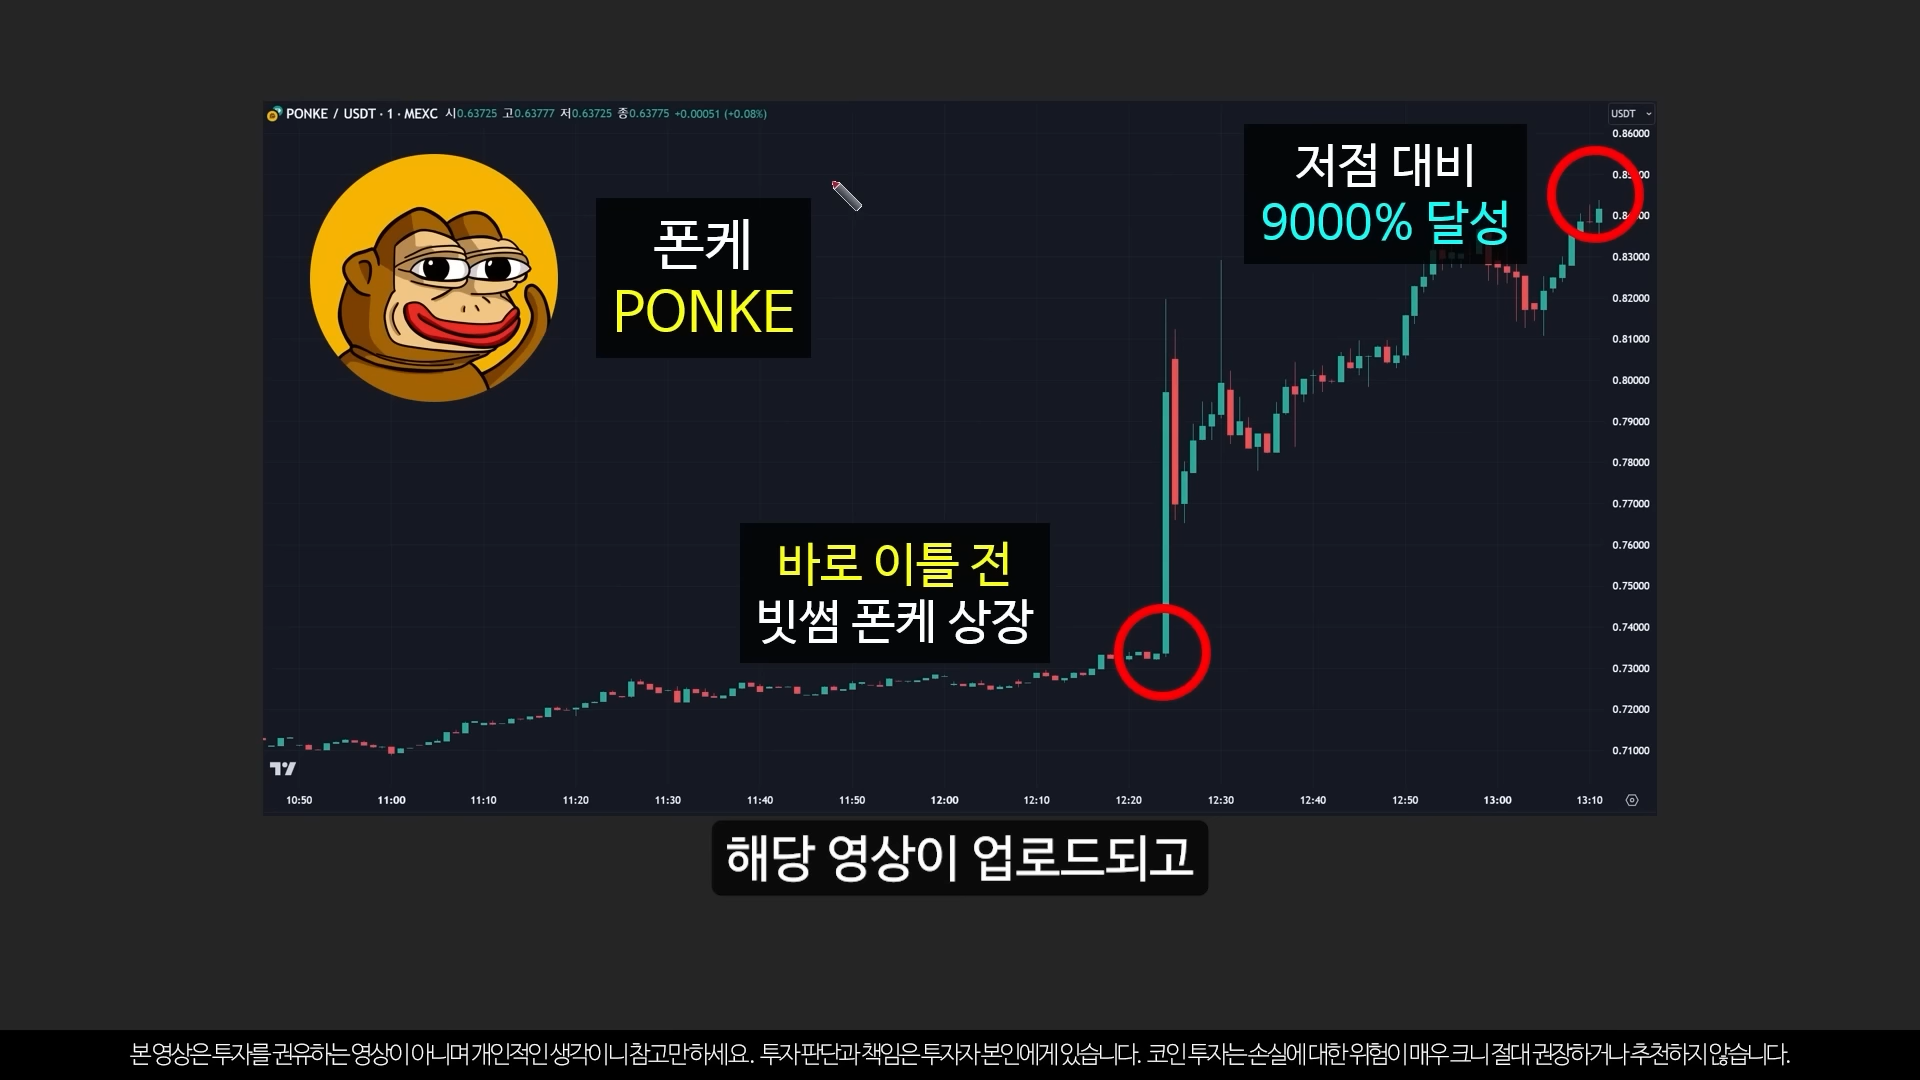 PONKE / USDT · 1 · MEXC 시0.63725 고0.63777 저0.63725 종0.63775 +0.00051 (+0.08%)
USDT
폰케
PONKE
저점 대비
9000% 달성
바로 이틀 전
빗썸 폰케 상장
0.86000
0.85000
0.84000
0.83000
0.82000
0.81000
0.80000
0.79000
0.78000
0.77000
0.76000
0.75000
0.74000
0.73000
0.72000
0.71000
10:50 11:00 11:10 11:20 11:30 11:40 11:50 12:00 12:10 12:20 12:30 12:40 12:50 13:00 13:10
해당 영상이 업로드되고
본 영상은 투자를 권유하는 영상이 아니며 개인적인 생각이니 참고만 하세요. 투자 판단과 책임은 투자자 본인에게 있습니다. 코인 투자는 손실에 대한 위험이 매우 크니 절대 권장하거나 추천하지 않습니다.